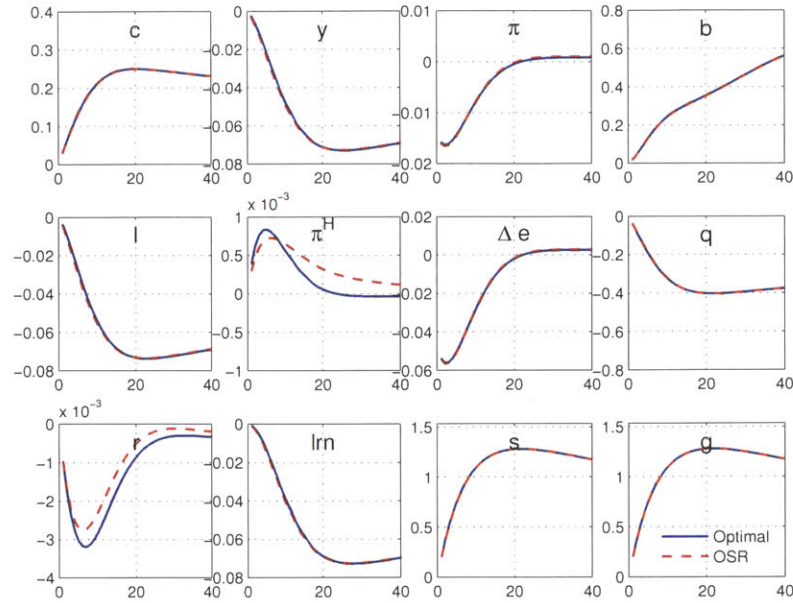 c
0.4
0.3
0.2
0.1
0
0 20 40
y
0
−0.02
−0.04
−0.06
−0.08
0 20 40
π
0.01
0
−0.01
−0.02
0 20 40
b
0.8
0.6
0.4
0.2
0
0 20 40
l
0
−0.02
−0.04
−0.06
−0.08
0 20 40
x 10⁻³
π^H
1
0.5
0
−0.5
−1
0 20 40
Δ e
0.02
0
−0.02
−0.04
−0.06
0 20 40
q
0
−0.2
−0.4
−0.6
−0.8
0 20 40
x 10⁻³
r
0
−1
−2
−3
−4
0 20 40
lrn
0
−0.02
−0.04
−0.06
−0.08
0 20 40
s
1.5
1
0.5
0
0 20 40
g
1.5
1
0.5
0
0 20 40
Optimal
OSR